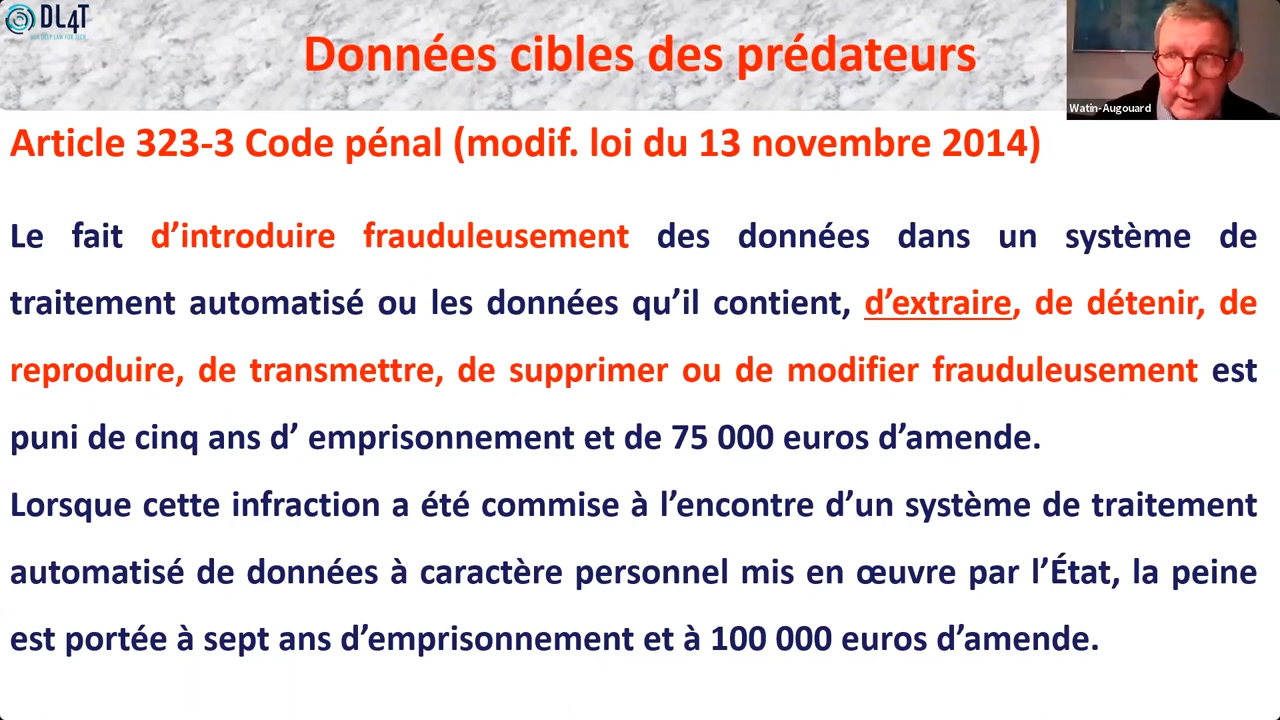 DL4T
Données cibles des prédateurs
Watin-Augouard
Article 323-3 Code pénal (modif. loi du 13 novembre 2014)
Le fait d’introduire frauduleusement des données dans un système de
traitement automatisé ou les données qu’il contient, d’extraire, de détenir, de
reproduire, de transmettre, de supprimer ou de modifier frauduleusement est
puni de cinq ans d’ emprisonnement et de 75 000 euros d’amende.
Lorsque cette infraction a été commise à l’encontre d’un système de traitement
automatisé de données à caractère personnel mis en œuvre par l’État, la peine
est portée à sept ans d’emprisonnement et à 100 000 euros d’amende.